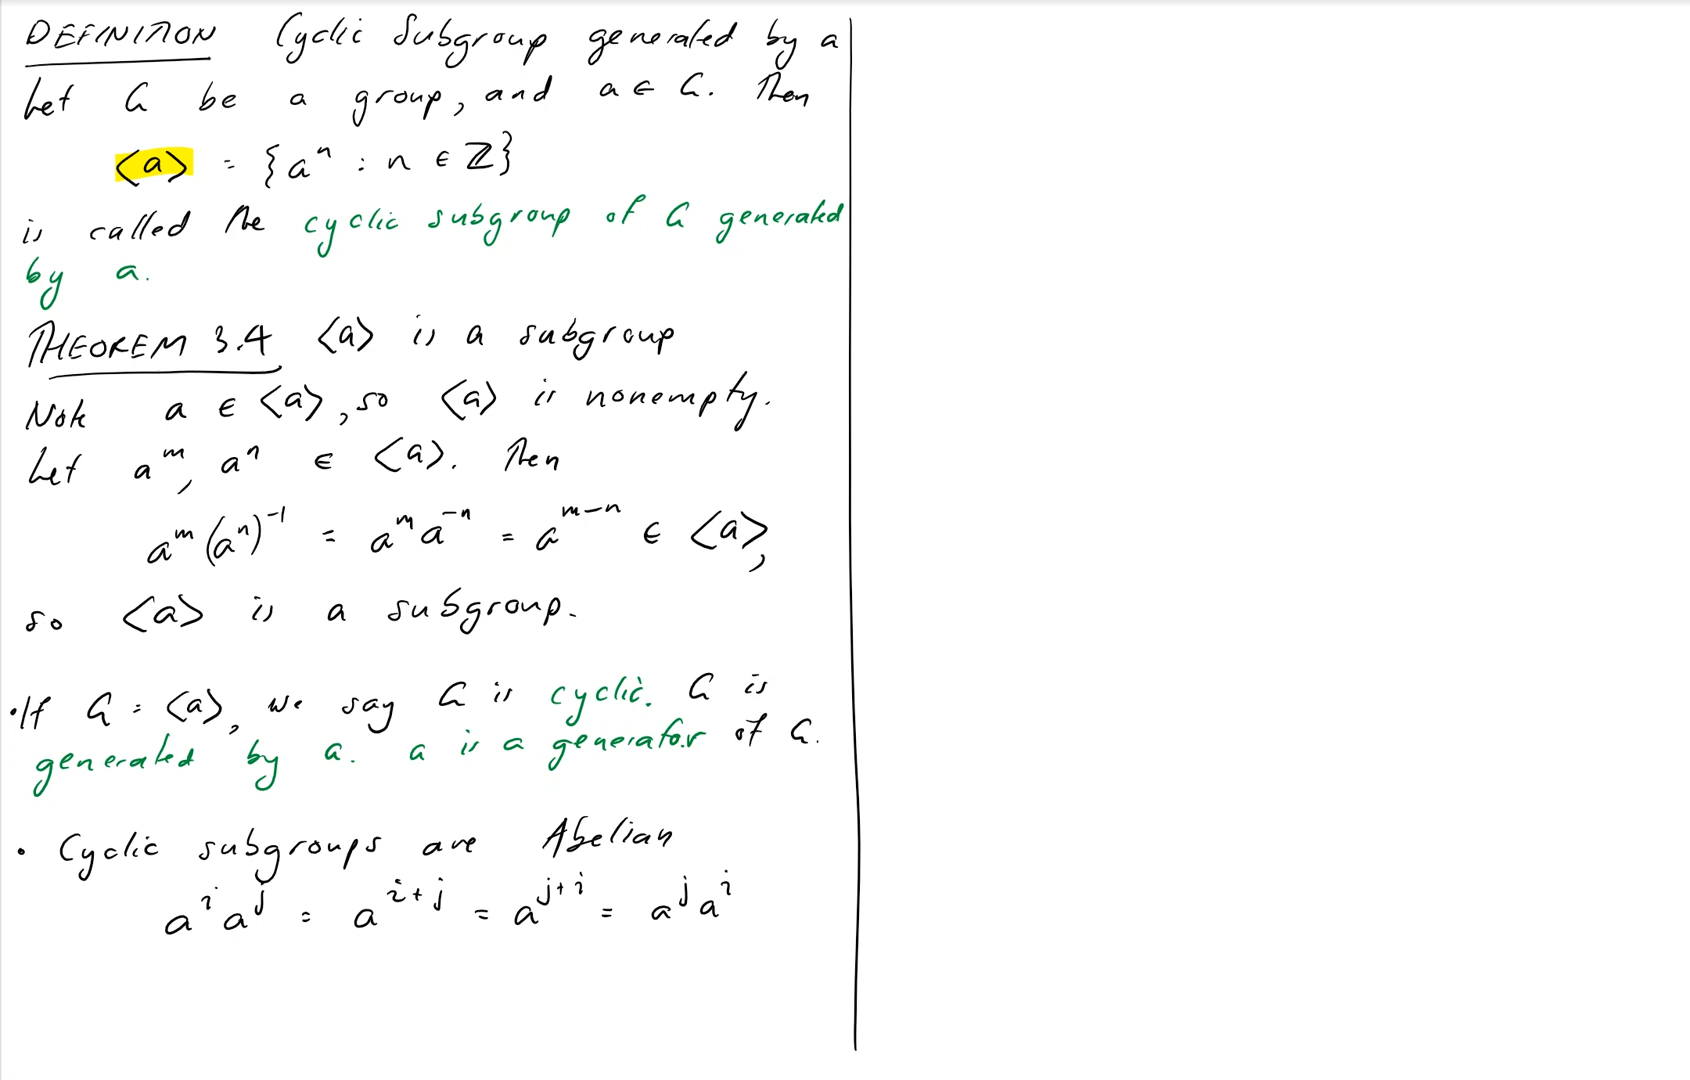 DEFINITION Cyclic Subgroup generated by a
Let G be a group, and a ∈ G. Then
<a> = {aⁿ : n ∈ ℤ}
is called the cyclic subgroup of G generated
by a.
THEOREM 3.4 <a> is a subgroup
Note a ∈ <a>, so <a> is nonempty.
Let aᵐ, aⁿ ∈ <a>. Then
aᵐ(aⁿ)⁻¹ = aᵐa⁻ⁿ = aᵐ⁻ⁿ ∈ <a>,
so <a> is a subgroup.
•If G = <a>, we say G is cyclic. G is
generated by a. a is a generator of G.
• Cyclic subgroups are Abelian
aⁱaʲ = aⁱ⁺ʲ = aʲ⁺ⁱ = aʲaⁱ